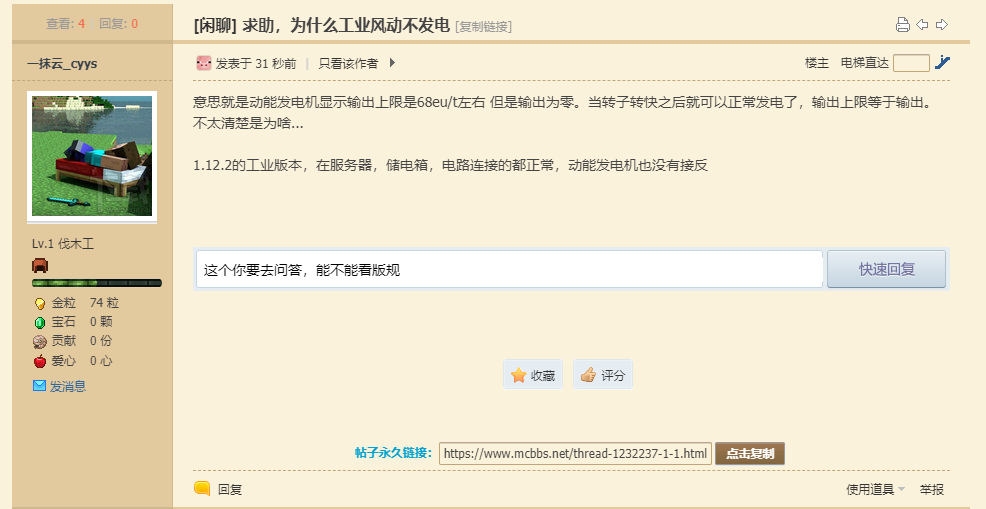 查看: 4 回复: 0
[闲聊] 求助，为什么工业风动不发电 [复制链接]
一抹云_cyys
发表于 31 秒前 | 只看该作者
楼主 电梯直达
意思就是动能发电机显示输出上限是68eu/t左右 但是输出为零。当转子转快之后就可以正常发电了，输出上限等于输出。
不太清楚是为啥...
1.12.2的工业版本，在服务器，储电箱，电路连接的都正常，动能发电机也没有接反
Lv.1 伐木工
金粒 74 粒
宝石 0 颗
贡献 0 份
爱心 0 心
发消息
这个你要去问答，能不能看版规
快速回复
收藏 评分
帖子永久链接: https://www.mcbbs.net/thread-1232237-1-1.html 点击复制
回复
使用道具 举报